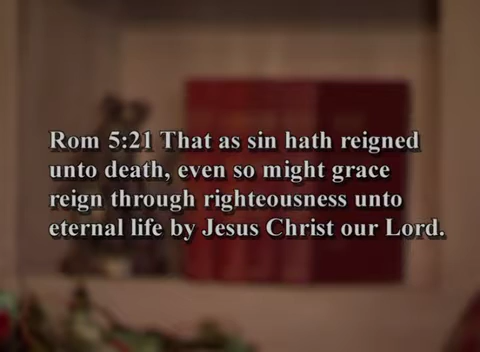 Rom 5:21 That as sin hath reigned
unto death, even so might grace
reign through righteousness unto
eternal life by Jesus Christ our Lord.